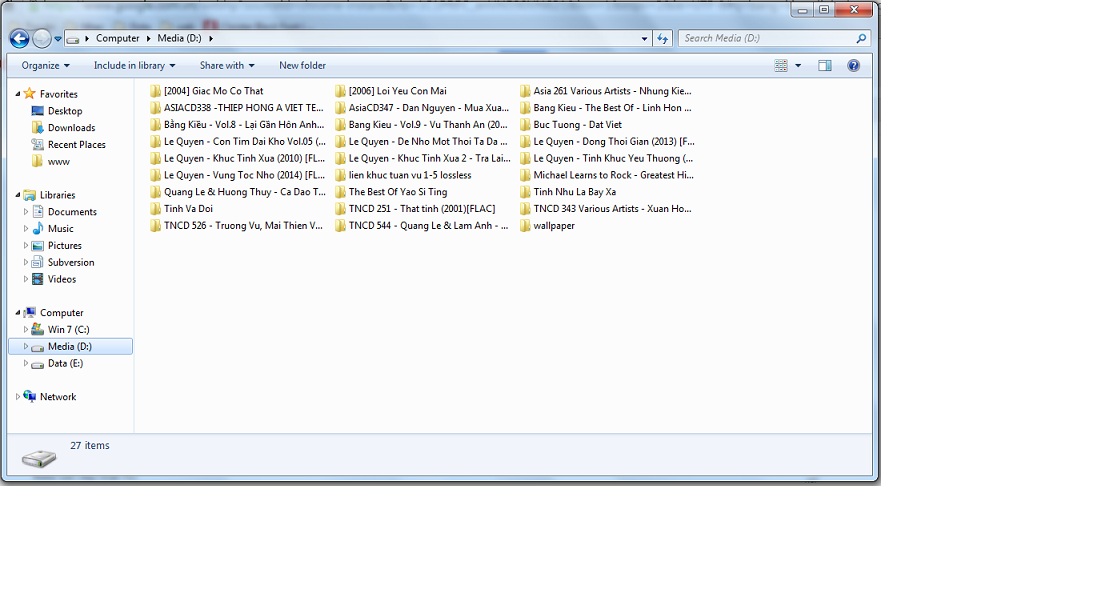 Computer Media (D:)
Search Media (D:)
Organize Include in library Share with New folder
Favorites
Desktop
Downloads
Recent Places
www
Libraries
Documents
Music
Pictures
Subversion
Videos
Computer
Win 7 (C:)
Media (D:)
Data (E:)
Network
[2004] Giac Mo Co That [2006] Loi Yeu Con Mai Asia 261 Various Artists - Nhung Kie...
ASIACD338 -THIEP HONG A VIET TE... AsiaCD347 - Dan Nguyen - Mua Xua... Bang Kieu - The Best Of - Linh Hon ...
Bằng Kiều - Vol.8 - Lại Gần Hôn Anh... Bang Kieu - Vol.9 - Vu Thanh An (20... Buc Tuong - Dat Viet
Le Quyen - Con Tim Dai Kho Vol.05 (... Le Quyen - De Nho Mot Thoi Ta Da ... Le Quyen - Dong Thoi Gian (2013) [F...
Le Quyen - Khuc Tinh Xua (2010) [FL... Le Quyen - Khuc Tinh Xua 2 - Tra Lai... Le Quyen - Tinh Khuc Yeu Thuong (...
Le Quyen - Vung Toc Nho (2014) [FL... lien khuc tuan vu 1-5 lossless Michael Learns to Rock - Greatest Hi...
Quang Le & Huong Thuy - Ca Dao T... The Best Of Yao Si Ting Tinh Nhu La Bay Xa
Tinh Va Doi TNCD 251 - That tinh (2001)[FLAC] TNCD 343 Various Artists - Xuan Ho...
TNCD 526 - Truong Vu, Mai Thien V... TNCD 544 - Quang Le & Lam Anh - ... wallpaper
27 items